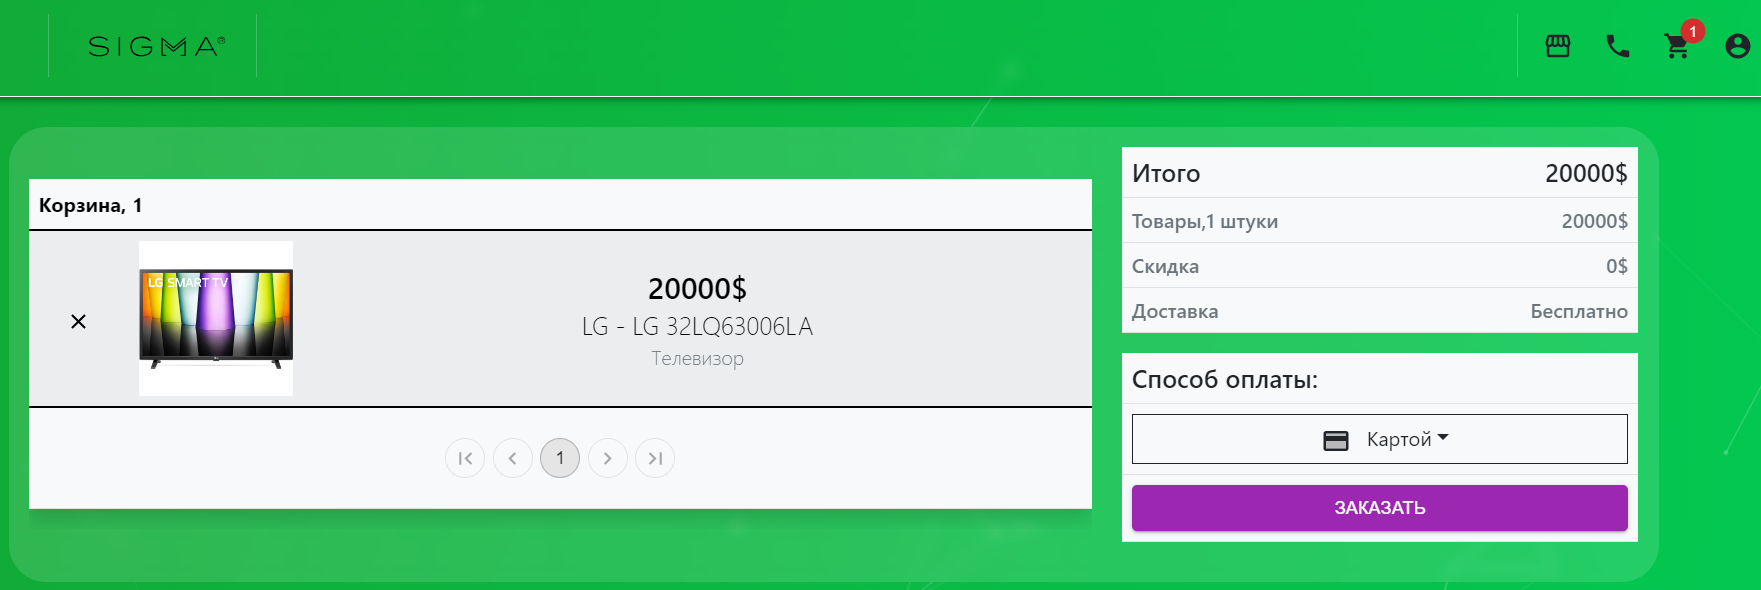 SIGMA®
1
Корзина, 1
LG SMART TV
20000$
LG - LG 32LQ63006LA
Телевизор
1
Итого 20000$
Товары,1 штуки 20000$
Скидка 0$
Доставка Бесплатно
Способ оплаты:
Картой
ЗАКАЗАТЬ